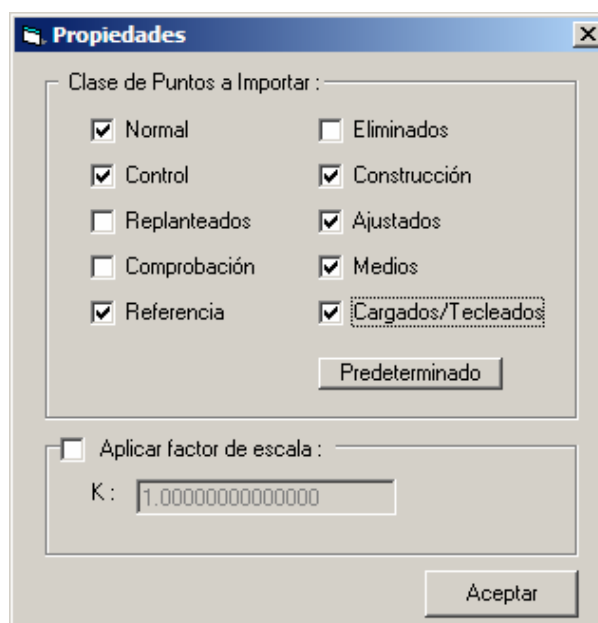 Propiedades
Clase de Puntos a Importar :
Normal
Eliminados
Control
Construcción
Replanteados
Ajustados
Comprobación
Medios
Referencia
Cargados/Tecleados
Predeterminado
Aplicar factor de escala :
K : 1.00000000000000
Aceptar